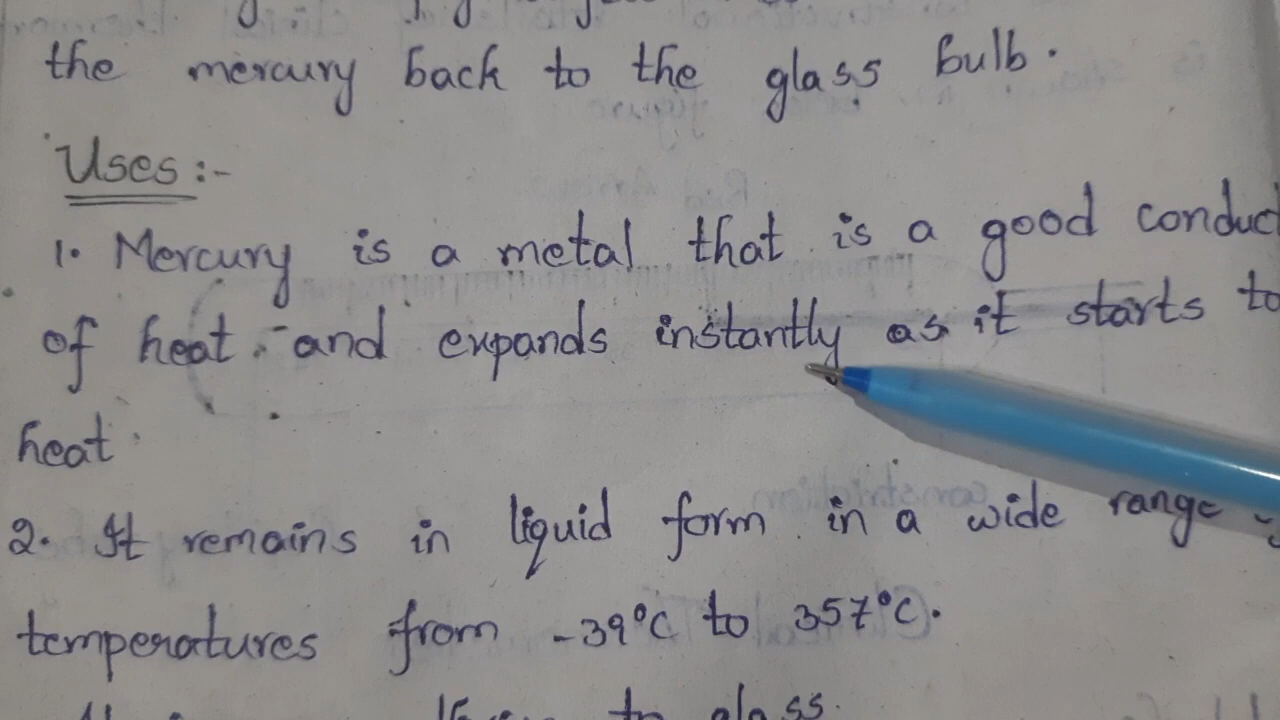 the mercury back to the glass bulb.
Uses :-
1. Mercury is a metal that is a good conduc
of heat and expands instantly as it starts to
heat
2. It remains in liquid form in a wide range
temperatures from -39°C to 357°C.
to glass.